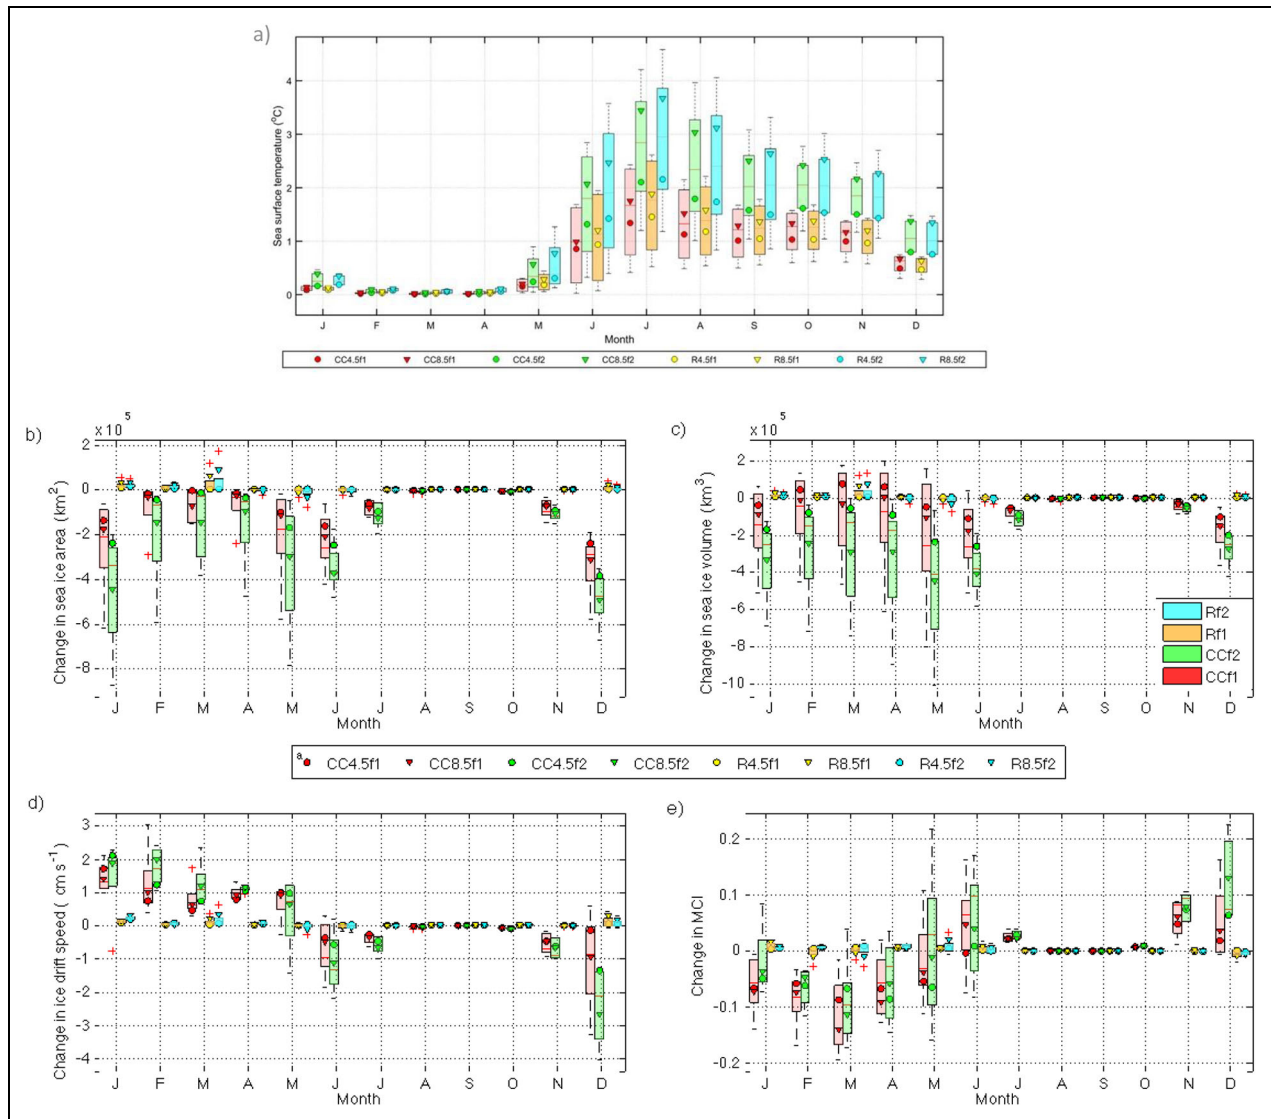 a)
Sea surface temperature (°C)
4
3
2
1
0
J F M A M J J A S O N D
Month
CC4.5f1 CC8.5f1 CC4.5f2 CC8.5f2 R4.5f1 R8.5f1 R4.5f2 R8.5f2
b)
x 10 5
Change in sea ice area (km²)
2
0
-2
-4
-6
-8
J F M A M J J A S O N D
Month
c)
x 10 5
Change in sea ice volume (km³)
2
0
-2
-4
-6
-8
-10
Rf2
Rf1
CCf2
CCf1
J F M A M J J A S O N D
Month
a CC4.5f1 CC8.5f1 CC4.5f2 CC8.5f2 R4.5f1 R8.5f1 R4.5f2 R8.5f2
d)
Change in ice drift speed ( cm s⁻¹)
3
2
1
0
-1
-2
-3
-4
J F M A M J J A S O N D
Month
e)
Change in MCI
0.2
0.1
0
-0.1
-0.2
J F M A M J J A S O N D
Month